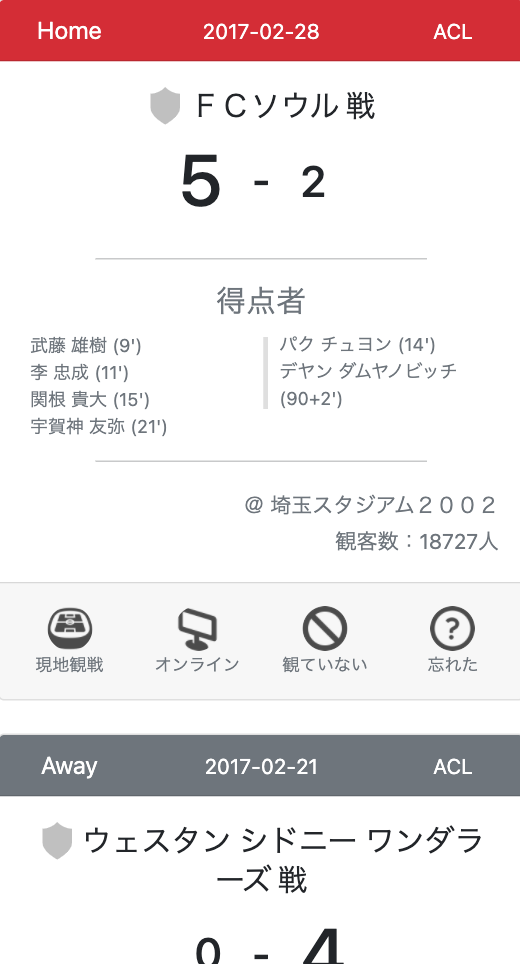 Home 2017-02-28 ACL
ＦＣソウル 戦
5 - 2
得点者
武藤 雄樹 (9')
李 忠成 (11')
関根 貴大 (15')
宇賀神 友弥 (21')
パク チュヨン (14')
デヤン ダムヤノビッチ
(90+2')
@ 埼玉スタジアム２００２
観客数：18727人
現地観戦 オンライン 観ていない 忘れた
Away 2017-02-21 ACL
ウェスタン シドニー ワンダラ
ーズ 戦
0 - 4